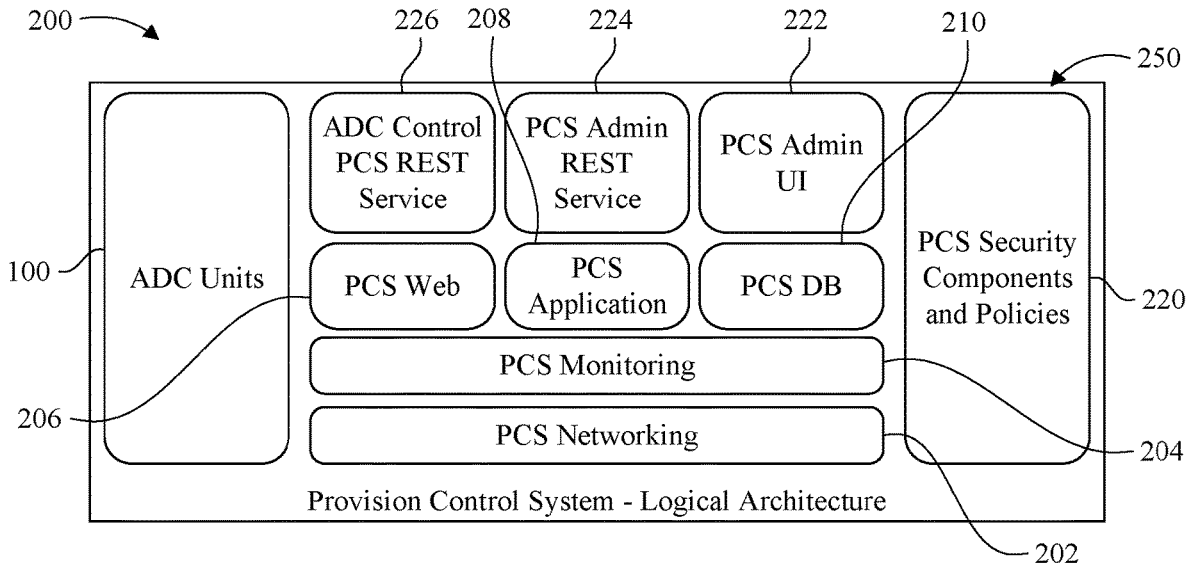 200
226
208
224
222
210
250
ADC Control
PCS REST
Service
PCS Admin
REST
Service
PCS Admin
UI
100
ADC Units
PCS Web
PCS
Application
PCS DB
PCS Security
Components
and Policies
220
PCS Monitoring
206
PCS Networking
204
Provision Control System - Logical Architecture
202